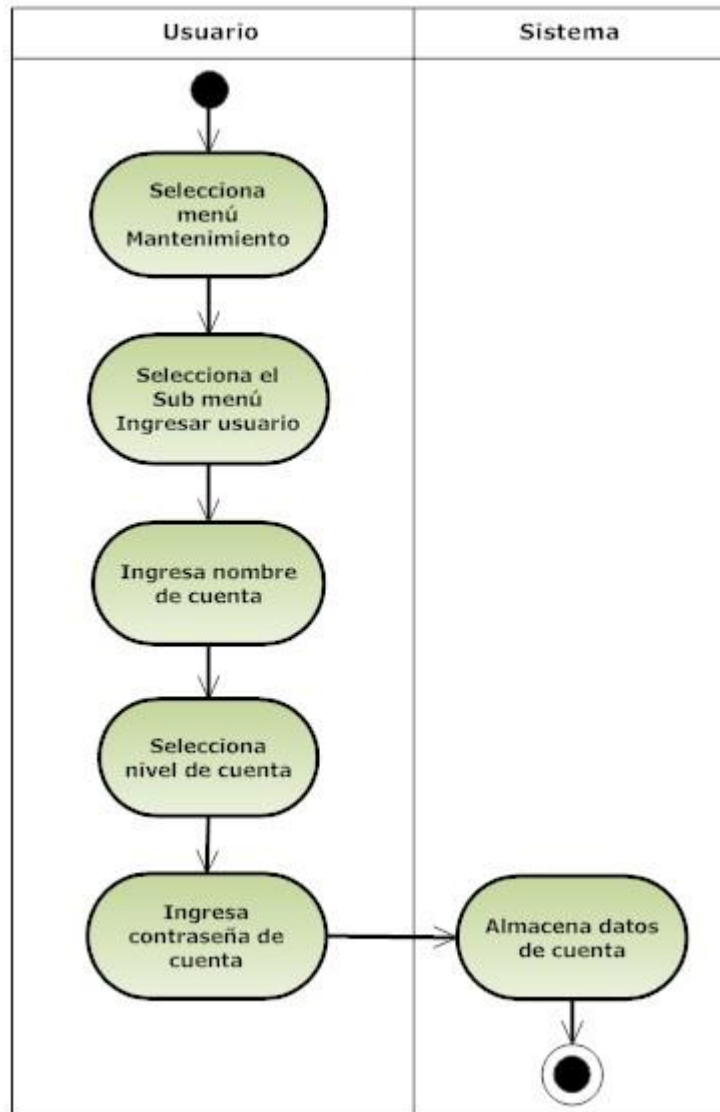 Usuario
Sistema
Selecciona
menú
Mantenimiento
Selecciona el
Sub menú
Ingresar usuario
Ingresa nombre
de cuenta
Selecciona
nivel de cuenta
Ingresa
contraseña de
cuenta
Almacena datos
de cuenta